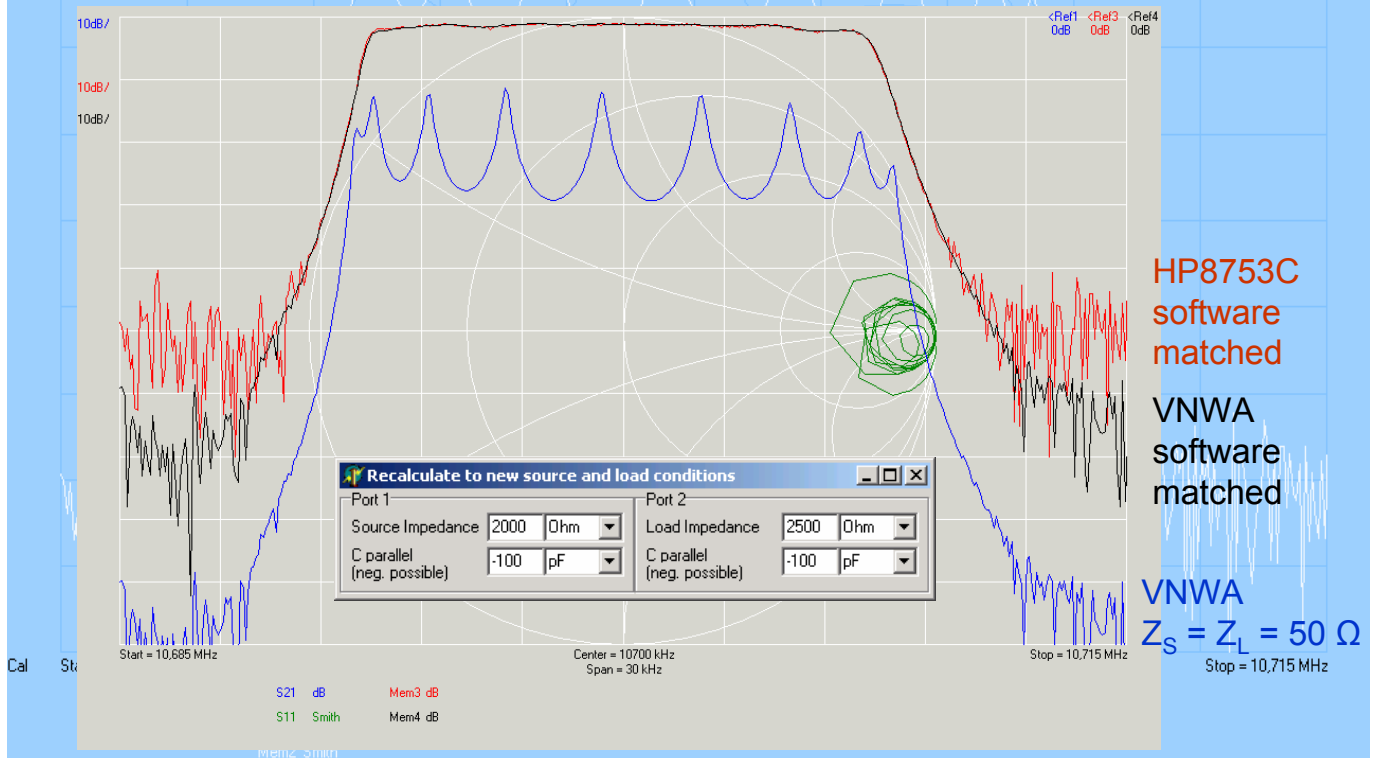 10dB/
<Ref1 <Ref3 <Ref4
0dB 0dB 0dB
10dB/
10dB/
HP8753C
software
matched
VNWA
software
matched
Recalculate to new source and load conditions
Port 1
Source Impedance 2000 Ohm
C parallel
(neg. possible) -100 pF
Port 2
Load Impedance 2500 Ohm
C parallel
(neg. possible) -100 pF
VNWA
ZS = ZL = 50 Ω
Start = 10,685 MHz
Center = 10700 kHz
Span = 30 kHz
Stop = 10,715 MHz
Cal
Sta
Stop = 10,715 MHz
S21 dB Mem3 dB
S11 Smith Mem4 dB
Mem2 Smith